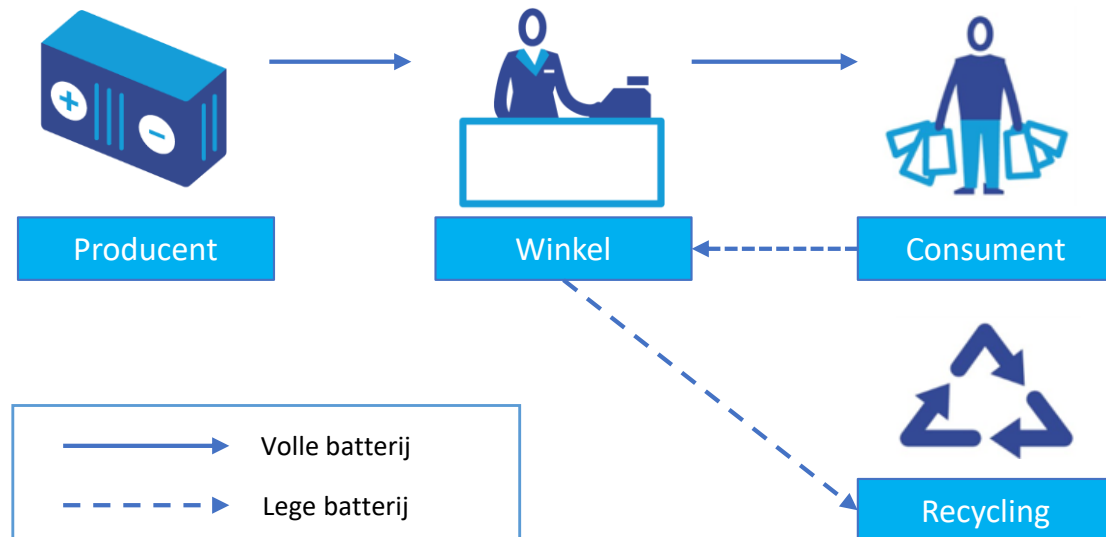 +
−
Producent
Winkel
Consument
Recycling
Volle batterij
Lege batterij